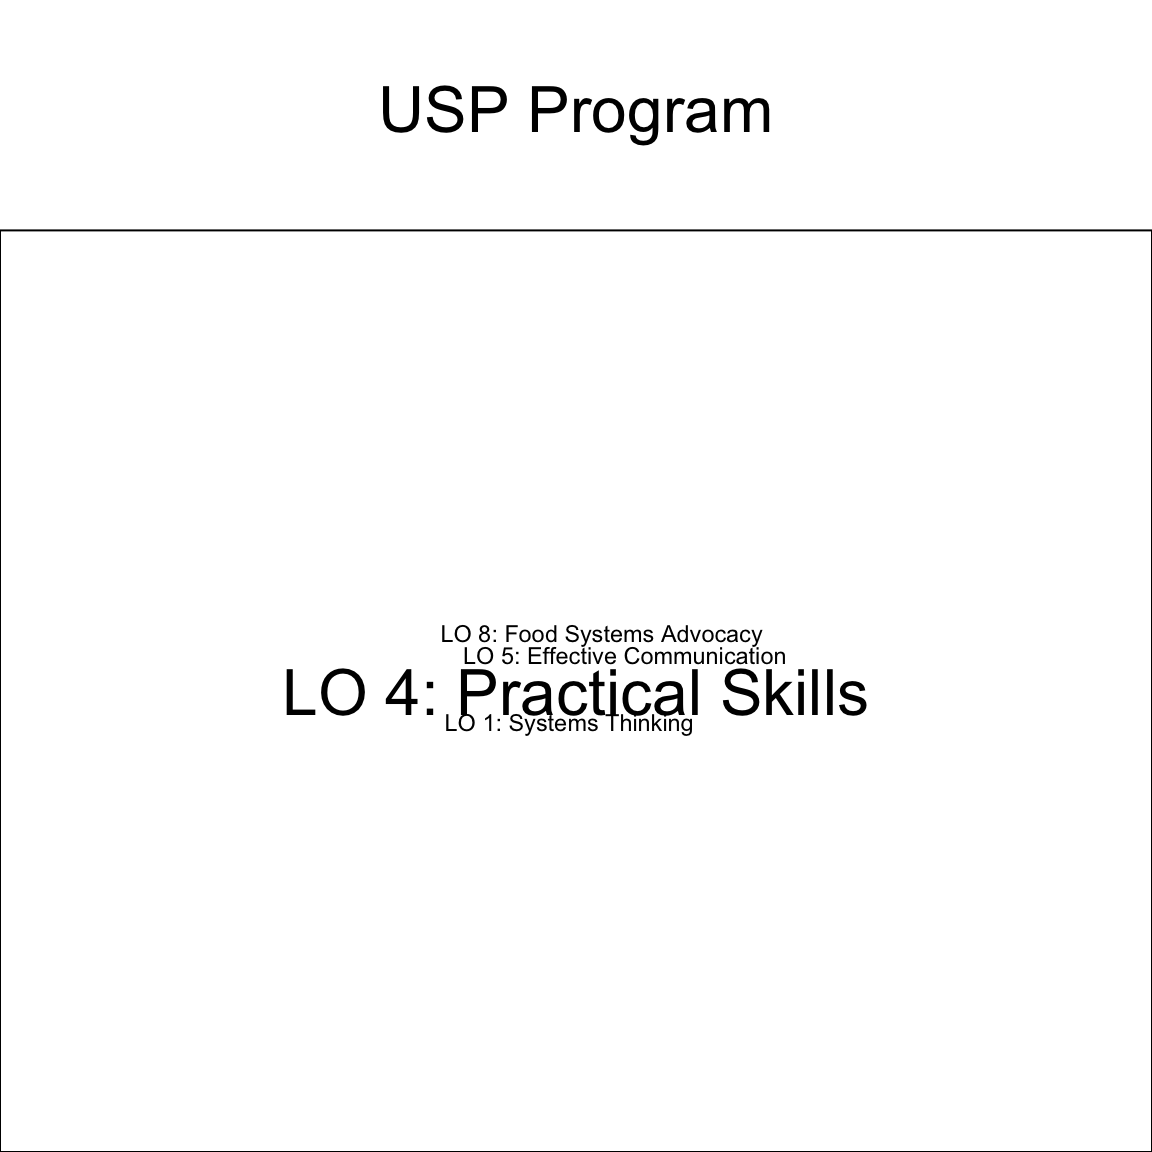 USP Program
LO 8: Food Systems Advocacy
LO 5: Effective Communication
LO 4: Practical Skills
LO 1: Systems Thinking